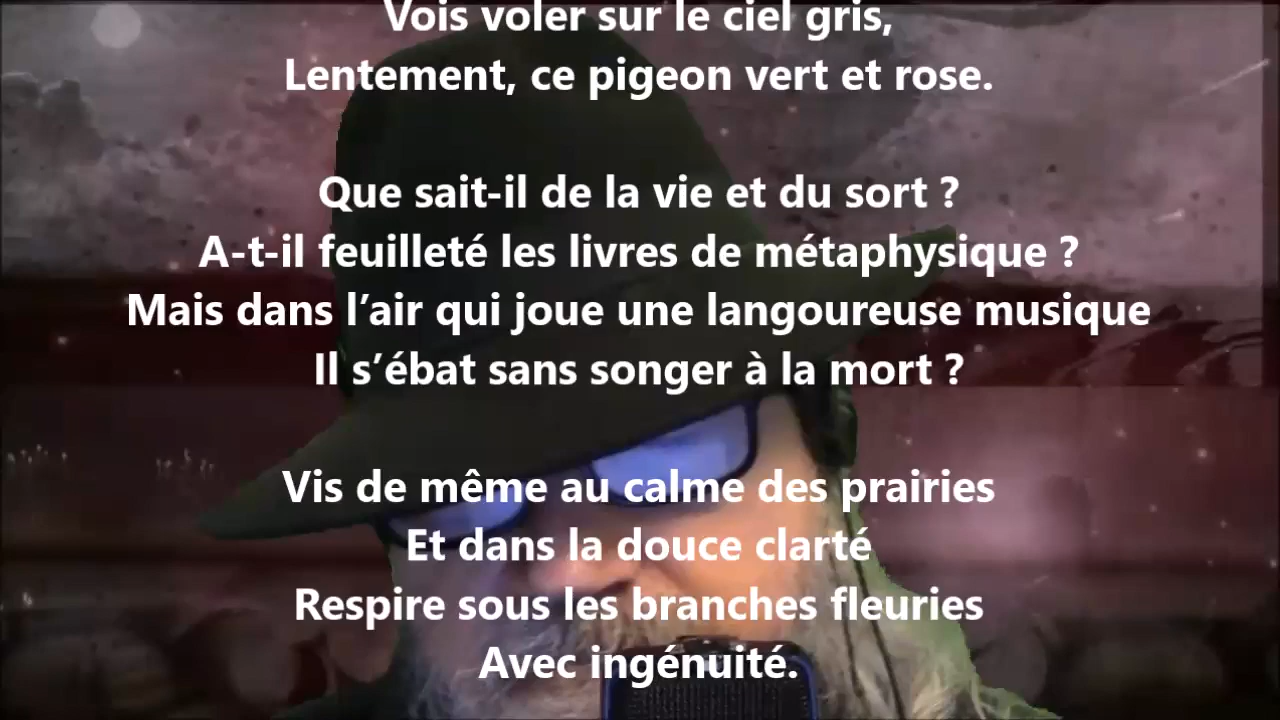 Vois voler sur le ciel gris,
Lentement, ce pigeon vert et rose.
Que sait-il de la vie et du sort ?
A-t-il feuilleté les livres de métaphysique ?
Mais dans l’air qui joue une langoureuse musique
Il s’ébat sans songer à la mort ?
Vis de même au calme des prairies
Et dans la douce clarté
Respire sous les branches fleuries
Avec ingénuité.